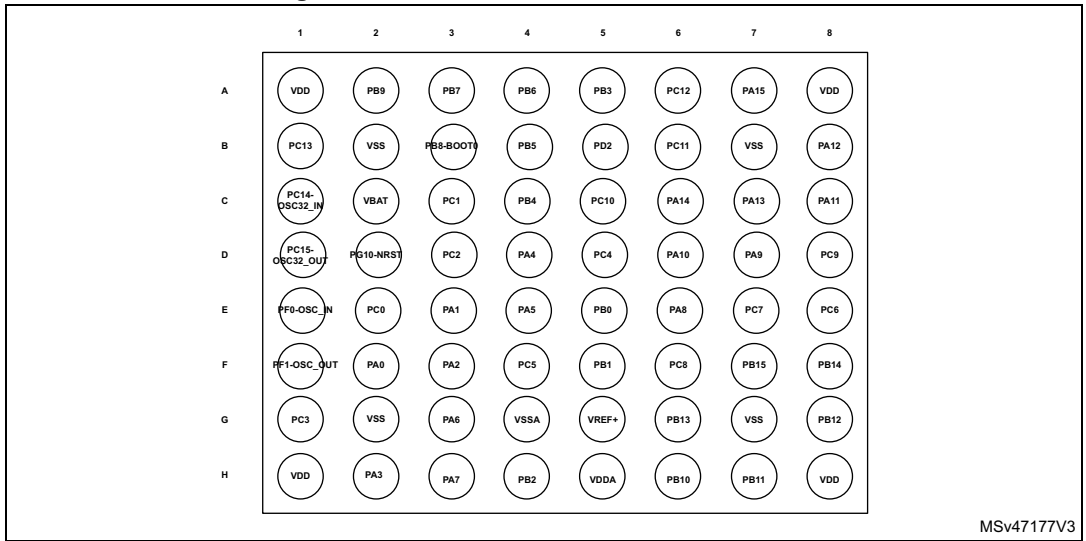 1 2 3 4 5 6 7 8
A VDD PB9 PB7 PB6 PB3 PC12 PA15 VDD
B PC13 VSS PB8-BOOT0 PB5 PD2 PC11 VSS PA12
C PC14-
OSC32_IN VBAT PC1 PB4 PC10 PA14 PA13 PA11
D PC15-
OSC32_OUT PG10-NRST PC2 PA4 PC4 PA10 PA9 PC9
E PF0-OSC_IN PC0 PA1 PA5 PB0 PA8 PC7 PC6
F PF1-OSC_OUT PA0 PA2 PC5 PB1 PC8 PB15 PB14
G PC3 VSS PA6 VSSA VREF+ PB13 VSS PB12
H VDD PA3 PA7 PB2 VDDA PB10 PB11 VDD
MSv47177V3